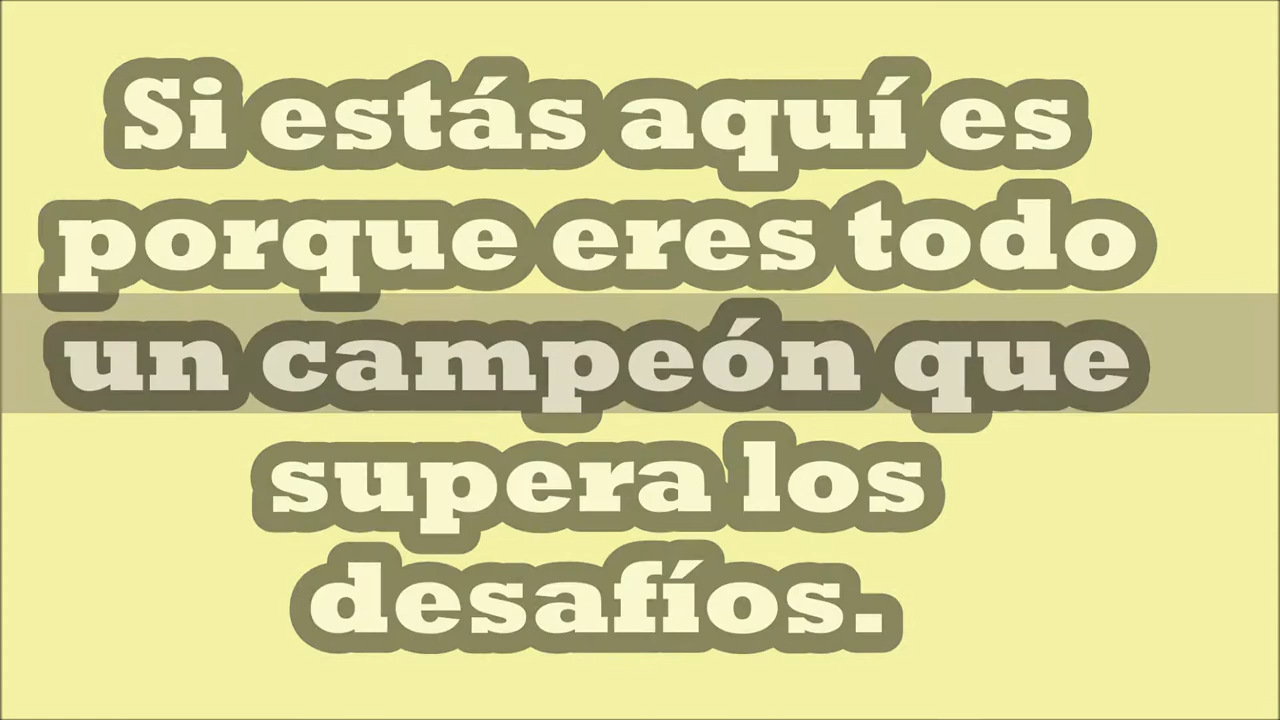 Si estás aquí es
porque eres todo
un campeón que
supera los
desafíos.